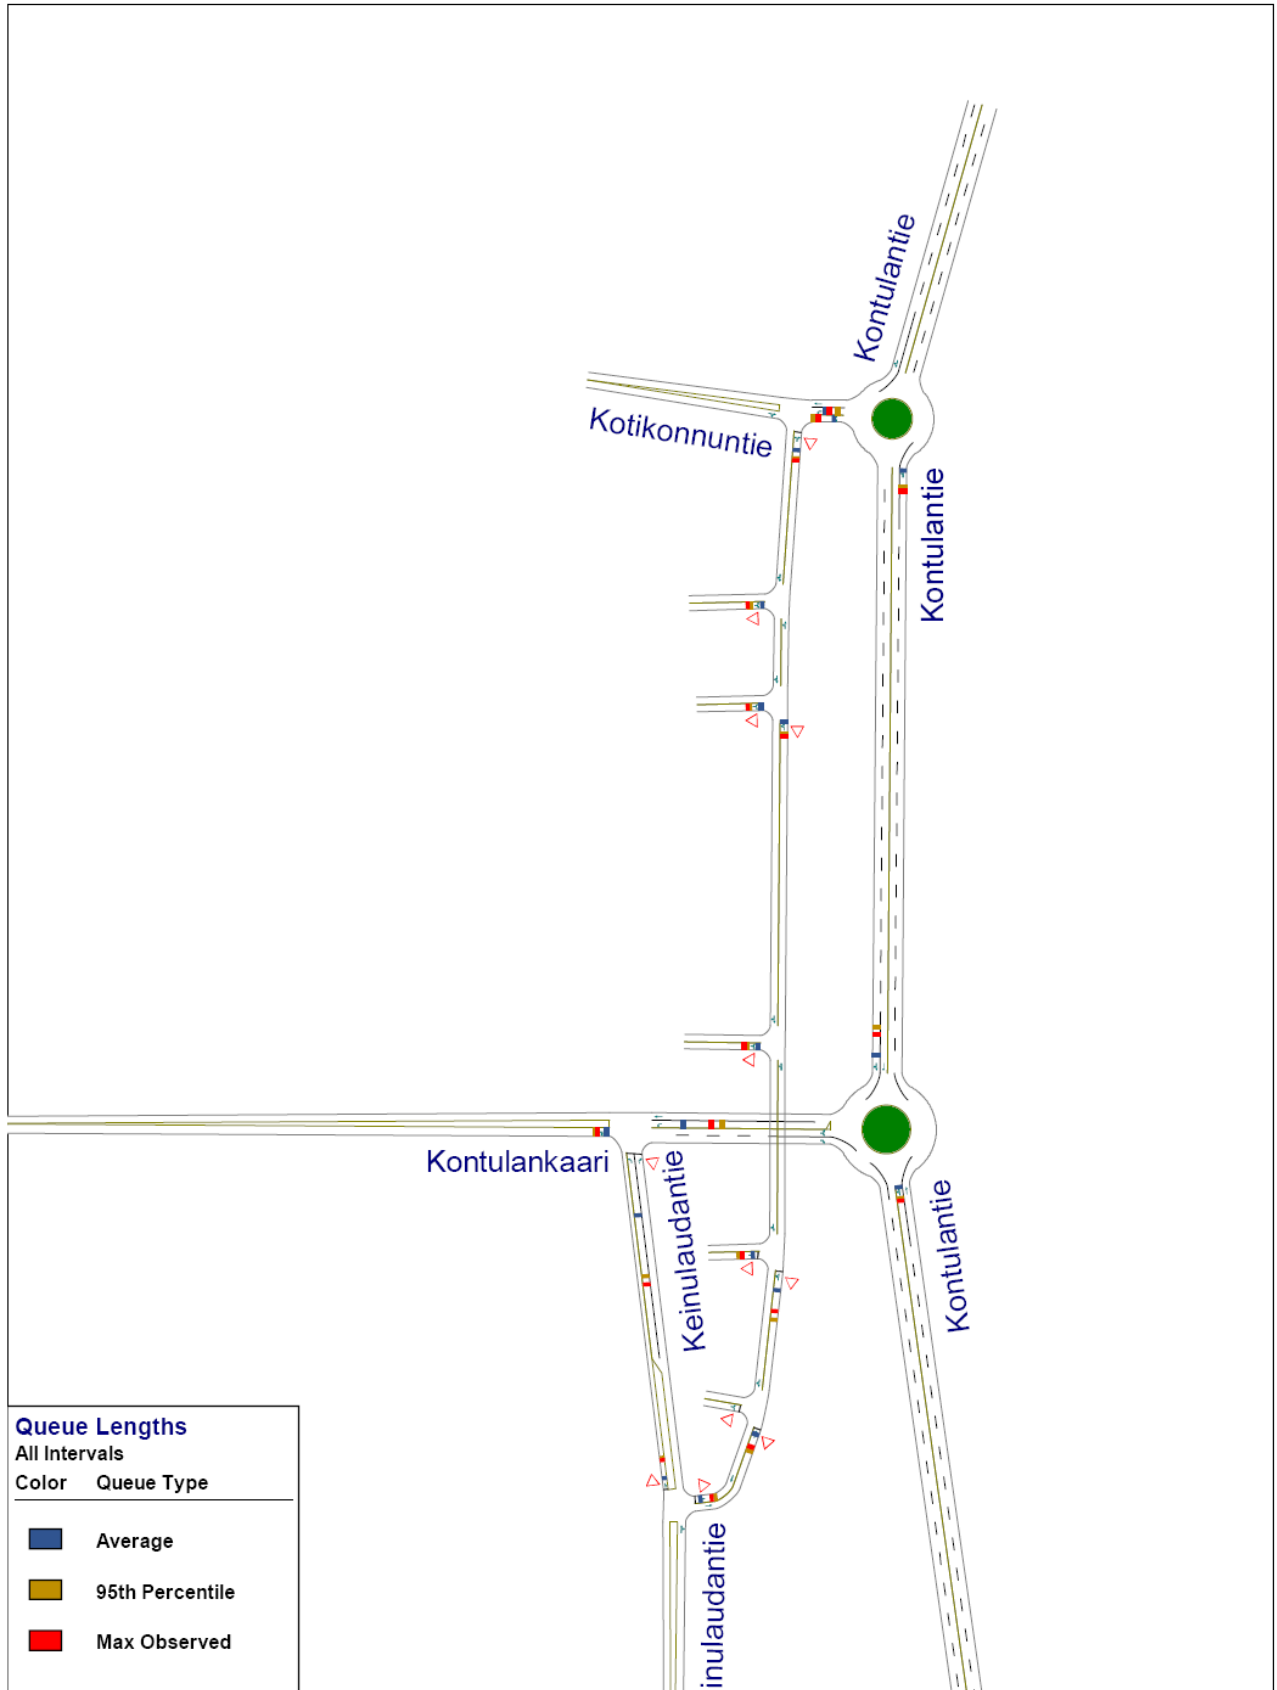 Kontulantie
Kotikonnuntie
Kontulantie
Kontulankaari
Keinulaudantie
Kontulantie
inulaudantie
Queue Lengths
All Intervals
Color Queue Type
Average
95th Percentile
Max Observed